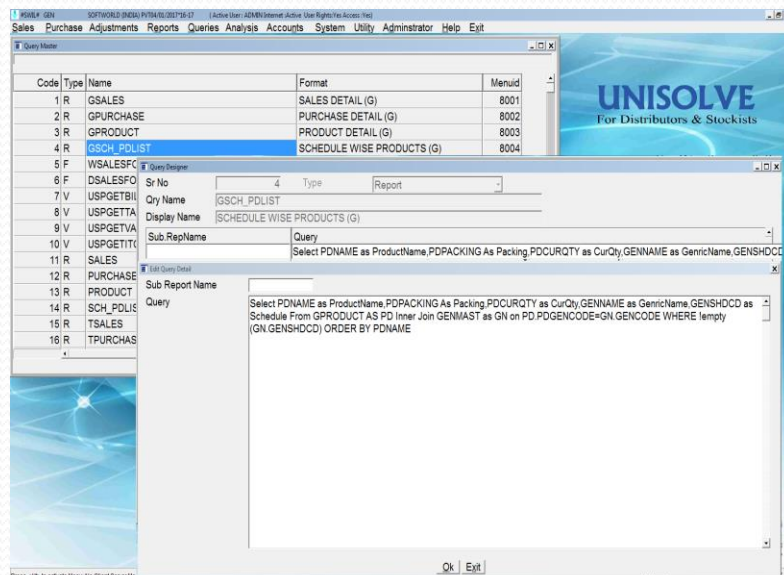 #SWIL# GEN SOFTWORLD (INDIA) PVT04/01/2017*16-17 (Active User : ADMIN Internet :Active User Rights:Yes Access :Yes)
Sales Purchase Adjustments Reports Queries Analysis Accounts System Utility Adminstrator Help Exit
Query Master
Code Type Name Format Menuid
1 R GSALES SALES DETAIL (G) 8001
2 R GPURCHASE PURCHASE DETAIL (G) 8002
3 R GPRODUCT PRODUCT DETAIL (G) 8003
4 R GSCH_PDLIST SCHEDULE WISE PRODUCTS (G) 8004
5 F WSALESFO
6 F DSALESFO
7 V USPGETBIL
8 V USPGETTA
9 V USPGETVA
10 V USPGETIT
11 R SALES
12 R PURCHASE
13 R PRODUCT
14 R SCH_PDLIS
15 R TSALES
16 R TPURCHAS
UNISOLVE
For Distributors & Stockists
Query Designer
Sr No 4 Type Report
Qry Name GSCH_PDLIST
Display Name SCHEDULE WISE PRODUCTS (G)
Sub.RepName Query
Select PDNAME as ProductName,PDPACKING As Packing,PDCURQTY as CurQty,GENNAME as GenricName,GENSHDCD
Edit Query Detail
Sub Report Name
Query
Select PDNAME as ProductName,PDPACKING As Packing,PDCURQTY as CurQty,GENNAME as GenricName,GENSHDCD as
Schedule From GPRODUCT AS PD Inner Join GENMAST as GN on PD.PDGENCODE=GN.GENCODE WHERE !empty
(GN.GENSHDCD) ORDER BY PDNAME
Ok Exit